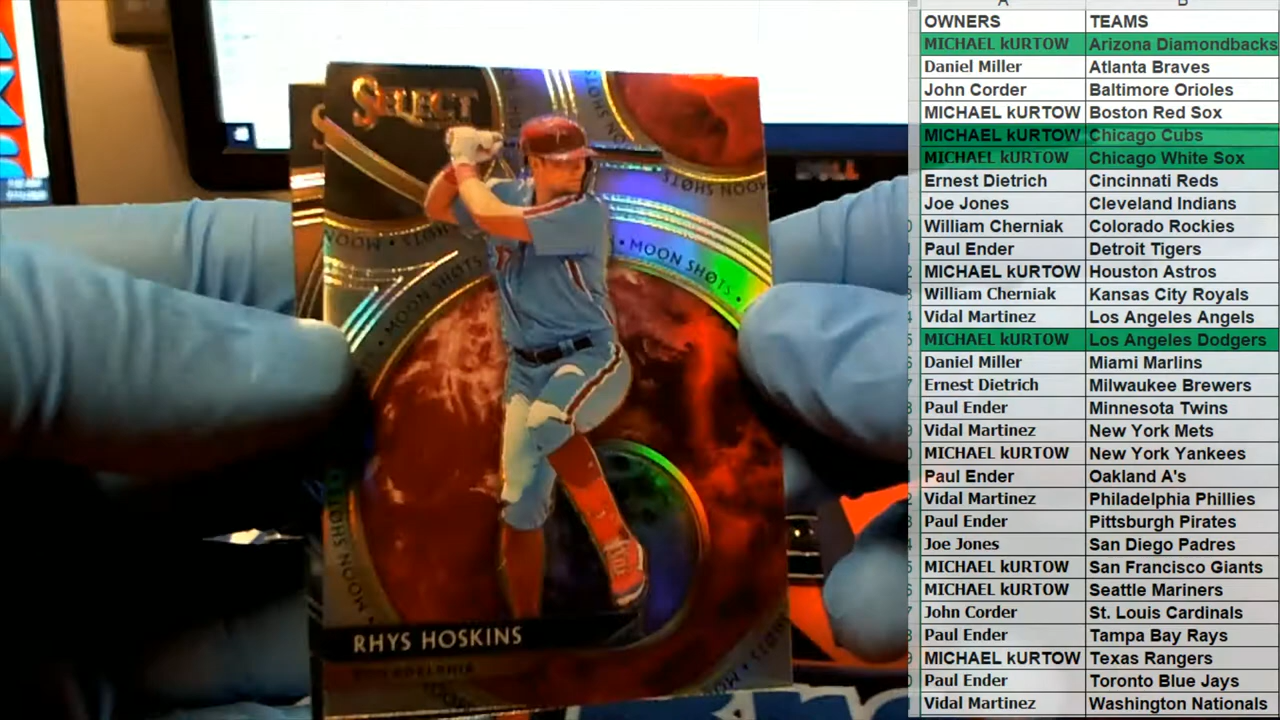 SELECT
MOON SHOTS
MOON SHOTS
MOON SHOTS
MOON SHOTS
MOON SHOTS
RHYS HOSKINS
PHILADELPHIA
OWNERS TEAMS
MICHAEL kURTOW Arizona Diamondbacks
Daniel Miller Atlanta Braves
John Corder Baltimore Orioles
MICHAEL kURTOW Boston Red Sox
MICHAEL kURTOW Chicago Cubs
MICHAEL kURTOW Chicago White Sox
Ernest Dietrich Cincinnati Reds
Joe Jones Cleveland Indians
William Cherniak Colorado Rockies
Paul Ender Detroit Tigers
MICHAEL kURTOW Houston Astros
William Cherniak Kansas City Royals
Vidal Martinez Los Angeles Angels
MICHAEL kURTOW Los Angeles Dodgers
Daniel Miller Miami Marlins
Ernest Dietrich Milwaukee Brewers
Paul Ender Minnesota Twins
Vidal Martinez New York Mets
MICHAEL kURTOW New York Yankees
Paul Ender Oakland A's
Vidal Martinez Philadelphia Phillies
Paul Ender Pittsburgh Pirates
Joe Jones San Diego Padres
MICHAEL kURTOW San Francisco Giants
MICHAEL kURTOW Seattle Mariners
John Corder St. Louis Cardinals
Paul Ender Tampa Bay Rays
MICHAEL kURTOW Texas Rangers
Paul Ender Toronto Blue Jays
Vidal Martinez Washington Nationals